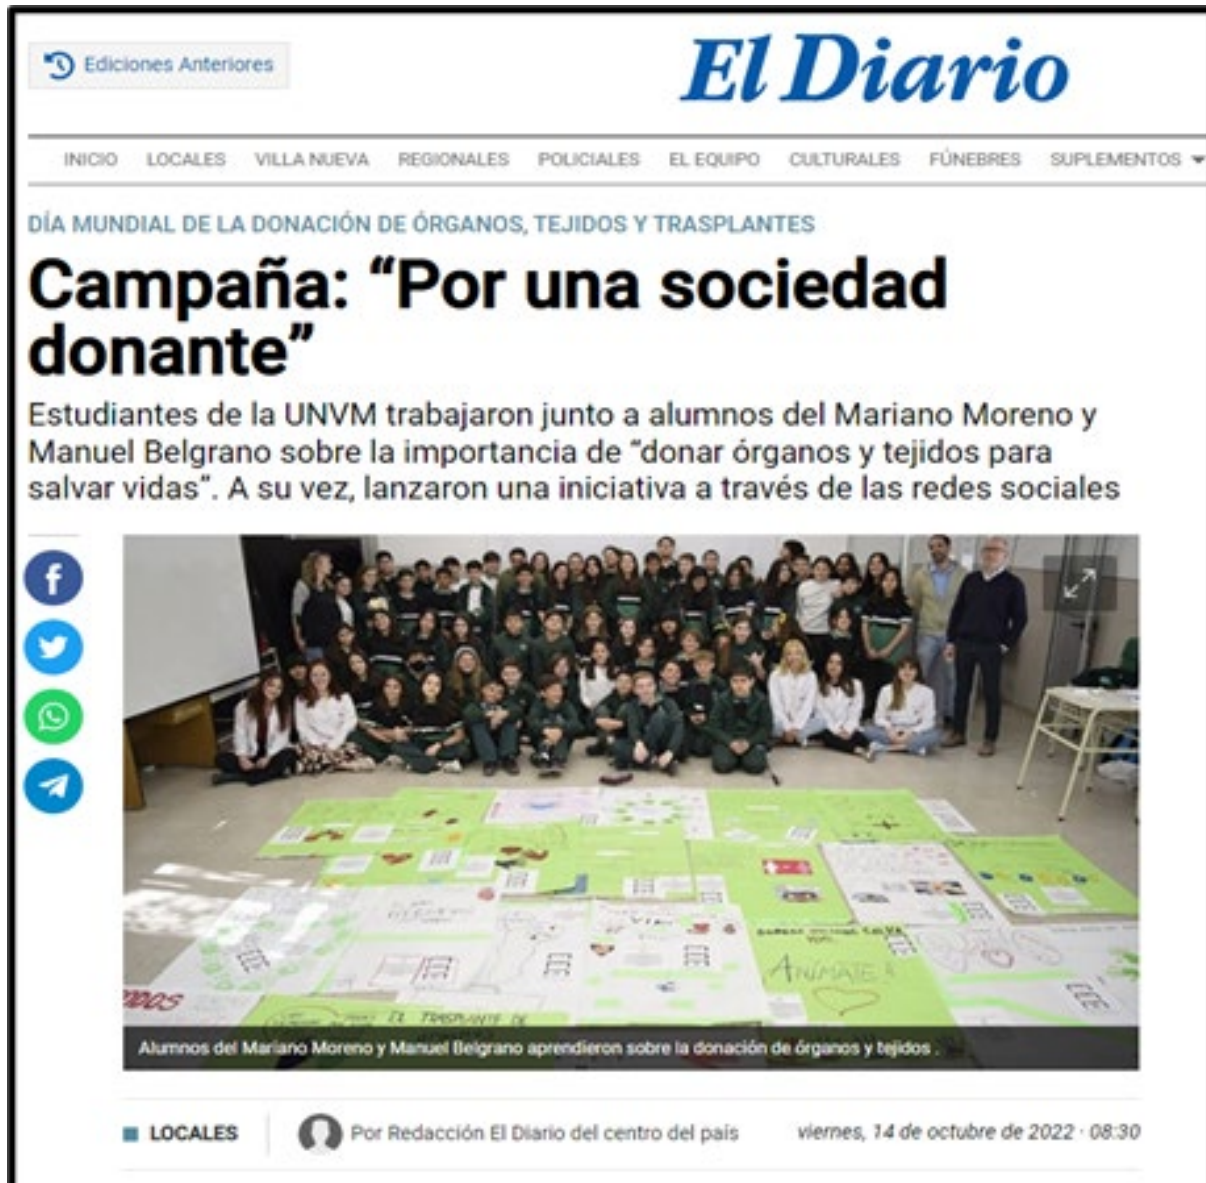 Ediciones Anteriores
El Diario
INICIO LOCALES VILLA NUEVA REGIONALES POLICIALES EL EQUIPO CULTURALES FÚNEBRES SUPLEMENTOS
DÍA MUNDIAL DE LA DONACIÓN DE ÓRGANOS, TEJIDOS Y TRASPLANTES
Campaña: “Por una sociedad
donante”
Estudiantes de la UNVM trabajaron junto a alumnos del Mariano Moreno y
Manuel Belgrano sobre la importancia de “donar órganos y tejidos para
salvar vidas”. A su vez, lanzaron una iniciativa a través de las redes sociales
ANÍMATE A
EL TRASPLANTE DE
Alumnos del Mariano Moreno y Manuel Belgrano aprendieron sobre la donación de órganos y tejidos .
LOCALES
Por Redacción El Diario del centro del país
viernes, 14 de octubre de 2022 · 08:30